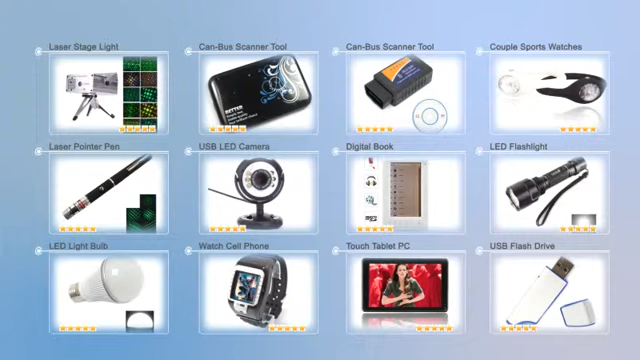 Laser Stage Light
Can-Bus Scanner Tool
Can-Bus Scanner Tool
Couple Sports Watches
Laser Pointer Pen
USB LED Camera
Digital Book
LED Flashlight
LED Light Bulb
Watch Cell Phone
Touch Tablet PC
USB Flash Drive